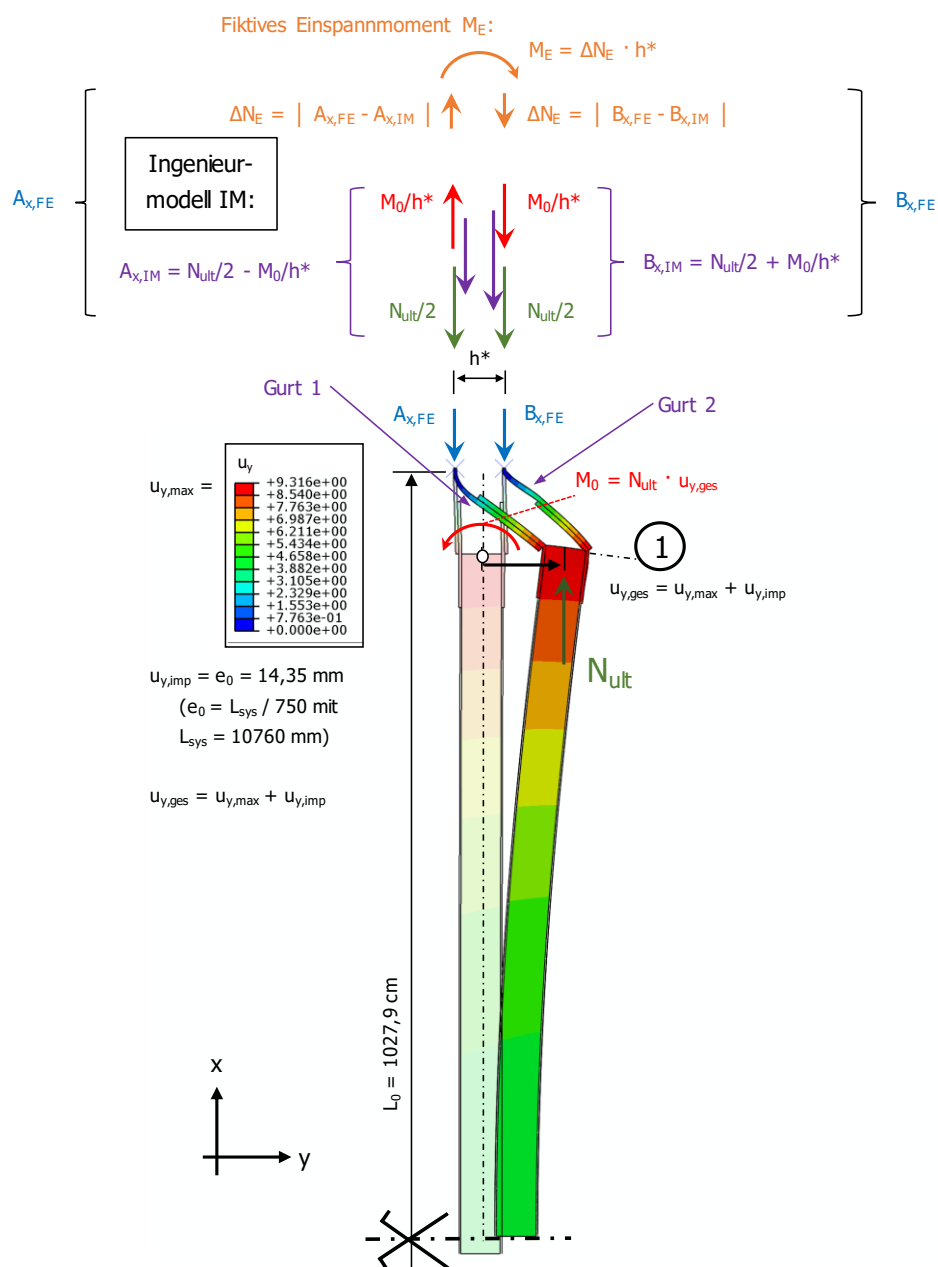 Fiktives Einspannmoment M_E:
M_E = ΔN_E · h*
ΔN_E = | A_x,FE - A_x,IM |
ΔN_E = | B_x,FE - B_x,IM |
Ingenieur-
modell IM:
A_x,FE
B_x,FE
M_0/h*
M_0/h*
A_x,IM = N_ult/2 - M_0/h*
B_x,IM = N_ult/2 + M_0/h*
N_ult/2
N_ult/2
h*
Gurt 1
Gurt 2
A_x,FE
B_x,FE
u_y,max =
u_y
+9.316e+00
+8.540e+00
+7.763e+00
+6.987e+00
+6.211e+00
+5.434e+00
+4.658e+00
+3.882e+00
+3.105e+00
+2.329e+00
+1.553e+00
+7.763e-01
+0.000e+00
M_0 = N_ult · u_y,ges
1
u_y,ges = u_y,max + u_y,imp
N_ult
u_y,imp = e_0 = 14,35 mm
(e_0 = L_sys / 750 mit
L_sys = 10760 mm)
u_y,ges = u_y,max + u_y,imp
L_0 = 1027,9 cm
x
y